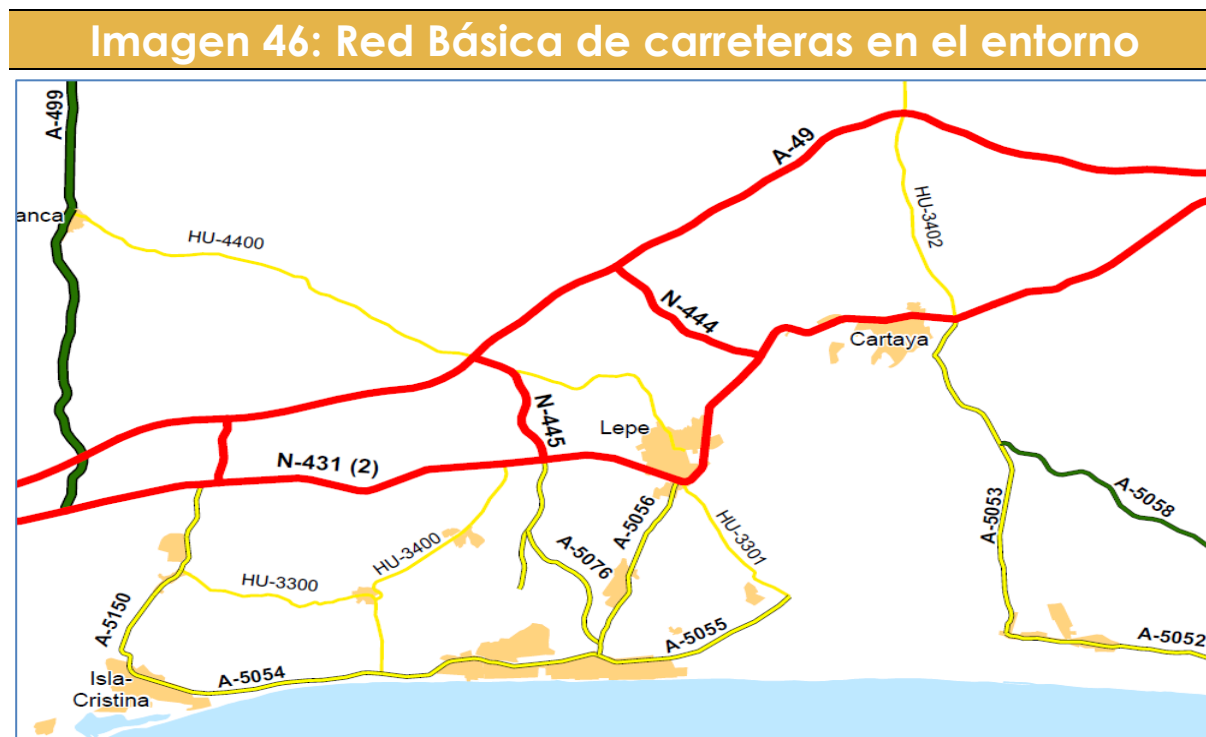 Imagen 46: Red Básica de carreteras en el entorno
A-499
A-49
anca
HU-4400
HU-3402
N-444
Cartaya
N-445
Lepe
N-431 (2)
A-5058
A-5053
A-5056
HU-3301
A-5076
HU-3400
HU-3300
A-5150
A-5055
A-5052
A-5054
Isla-
Cristina